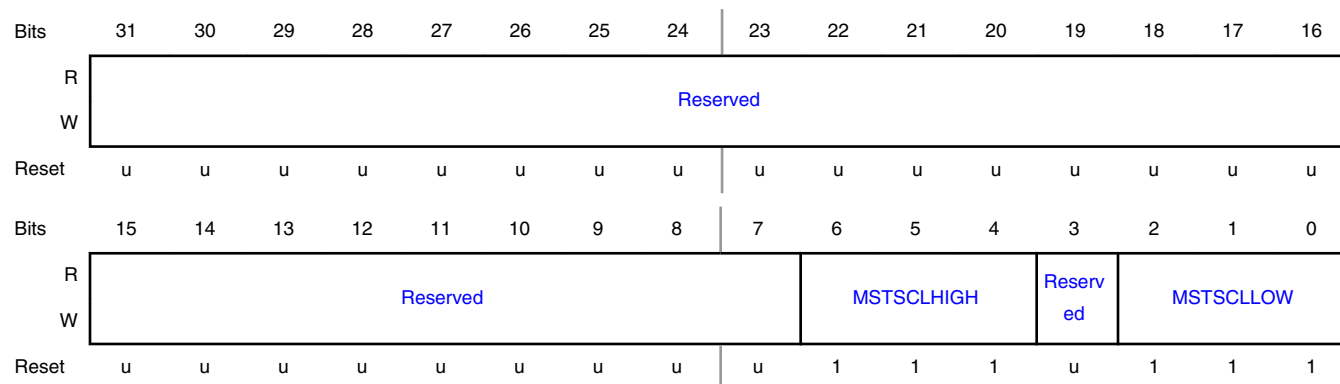 Bits 31 30 29 28 27 26 25 24 23 22 21 20 19 18 17 16
R
Reserved
W
Reset u u u u u u u u u u u u u u u u
Bits 15 14 13 12 11 10 9 8 7 6 5 4 3 2 1 0
R
Reserved MSTSCLHIGH Reserv
ed MSTSCLLOW
W
Reset u u u u u u u u u 1 1 1 u 1 1 1